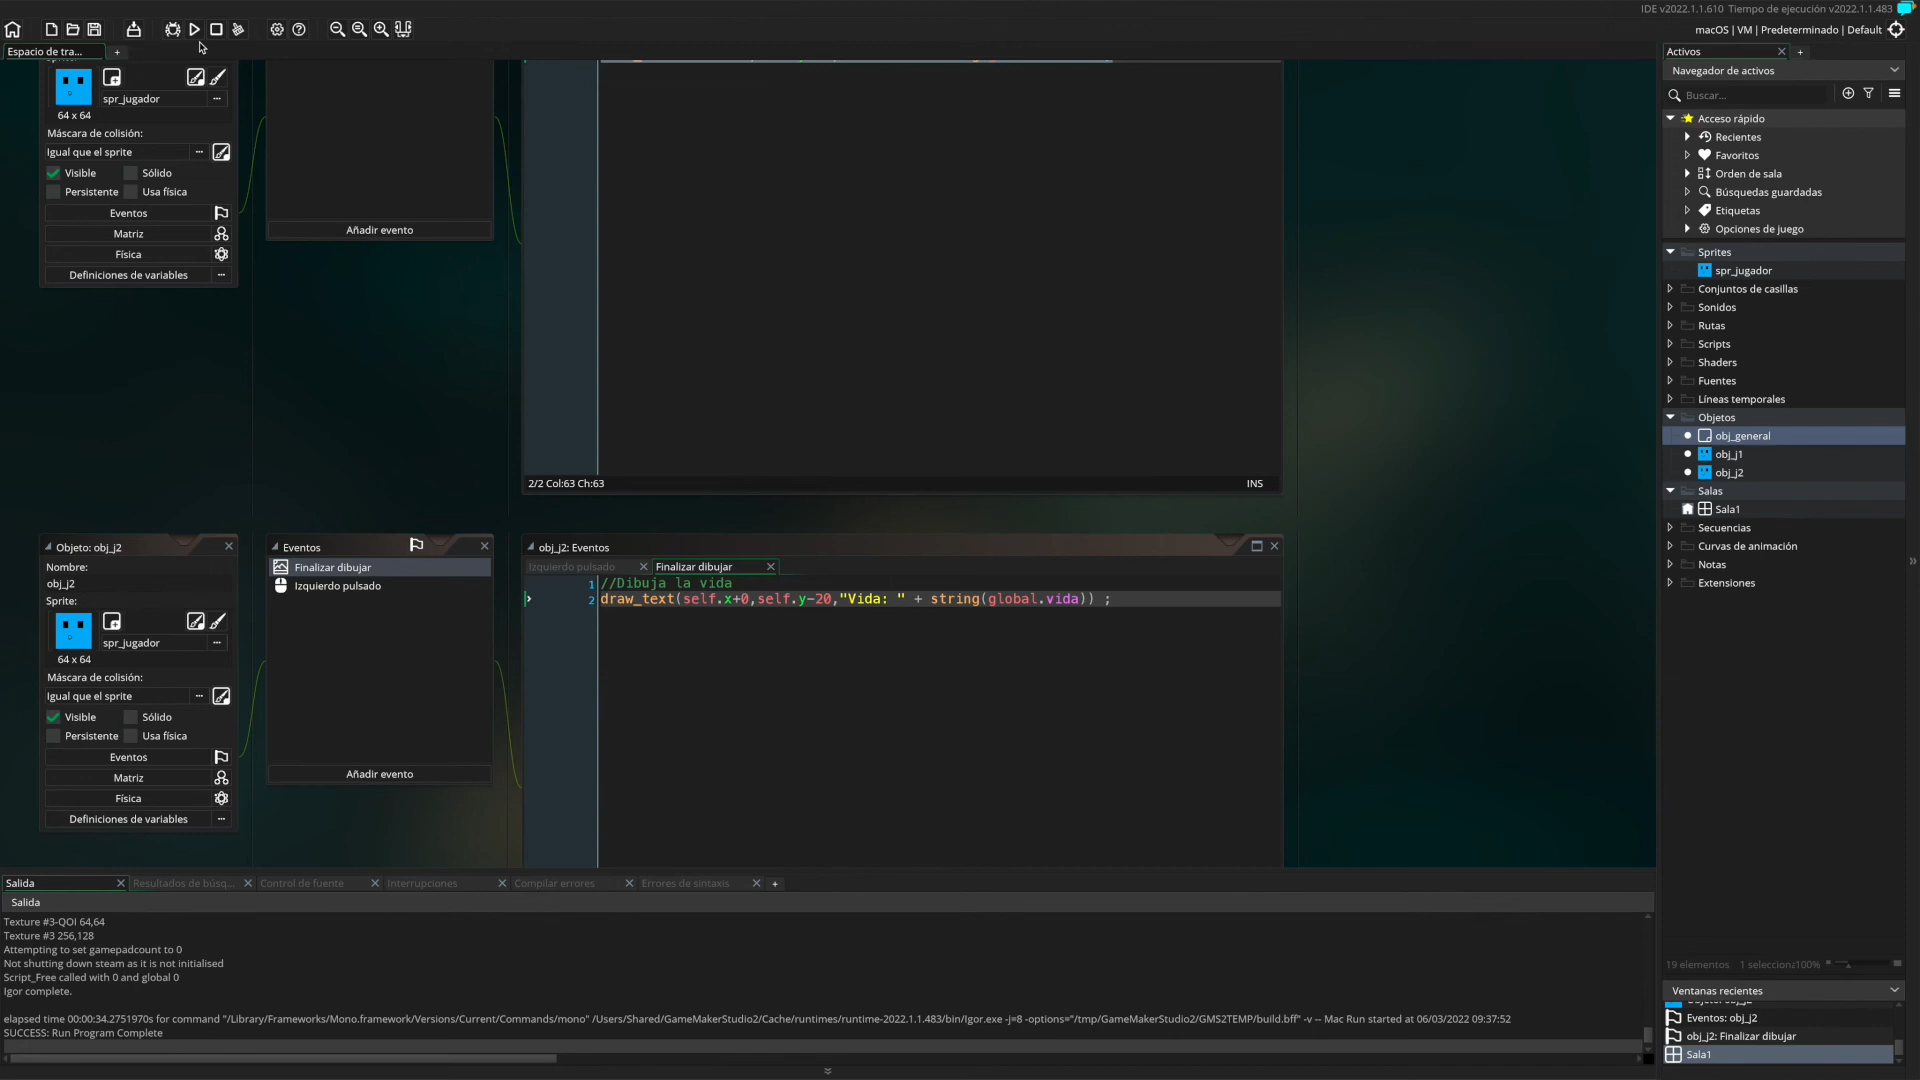 IDE v2022.1.1.610 Tiempo de ejecución v2022.1.1.483
macOS | VM | Predeterminado | Default
Espacio de tra...
+
spr_jugador
64 x 64
Máscara de colisión:
Igual que el sprite
Visible
Sólido
Persistente
Usa física
Eventos
Matriz
Física
Definiciones de variables
Añadir evento
2/2 Col:63 Ch:63
INS
Objeto: obj_j2
Nombre:
obj_j2
Sprite:
spr_jugador
64 x 64
Máscara de colisión:
Igual que el sprite
Visible
Sólido
Persistente
Usa física
Eventos
Matriz
Física
Definiciones de variables
Eventos
Finalizar dibujar
Izquierdo pulsado
Añadir evento
obj_j2: Eventos
Izquierdo pulsado
Finalizar dibujar
1 //Dibuja la vida
2 draw_text(self.x+0,self.y-20,"Vida: " + string(global.vida)) ;
Activos
+
Navegador de activos
Buscar...
Acceso rápido
Recientes
Favoritos
Orden de sala
Búsquedas guardadas
Etiquetas
Opciones de juego
Sprites
spr_jugador
Conjuntos de casillas
Sonidos
Rutas
Scripts
Shaders
Fuentes
Líneas temporales
Objetos
obj_general
obj_j1
obj_j2
Salas
Sala1
Secuencias
Curvas de animación
Notas
Extensiones
19 elementos
1 selecciona100%
Ventanas recientes
Eventos: obj_j2
obj_j2: Finalizar dibujar
Sala1
Salida
Resultados de búsq...
Control de fuente
Interrupciones
Compilar errores
Errores de sintaxis
+
Salida
Texture #3-QOI 64,64
Texture #3 256,128
Attempting to set gamepadcount to 0
Not shutting down steam as it is not initialised
Script_Free called with 0 and global 0
Igor complete.
elapsed time 00:00:34.2751970s for command "/Library/Frameworks/Mono.framework/Versions/Current/Commands/mono" /Users/Shared/GameMakerStudio2/Cache/runtimes/runtime-2022.1.1.483/bin/Igor.exe -j=8 -options="/tmp/GameMakerStudio2/GMS2TEMP/build.bff" -v -- Mac Run started at 06/03/2022 09:37:52
SUCCESS: Run Program Complete